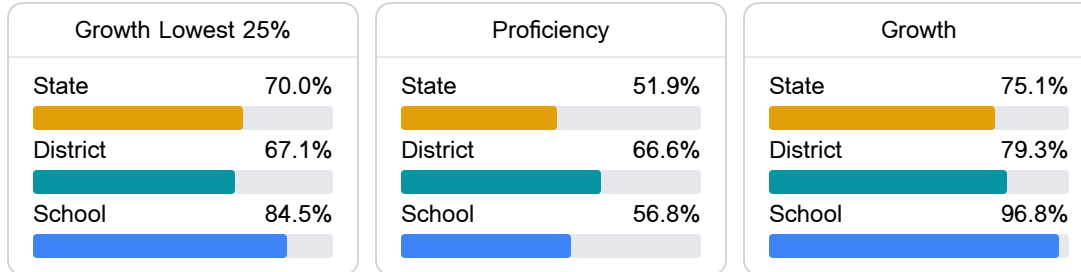 Growth Lowest 25%
State 70.0%
District 67.1%
School 84.5%
Proficiency
State 51.9%
District 66.6%
School 56.8%
Growth
State 75.1%
District 79.3%
School 96.8%